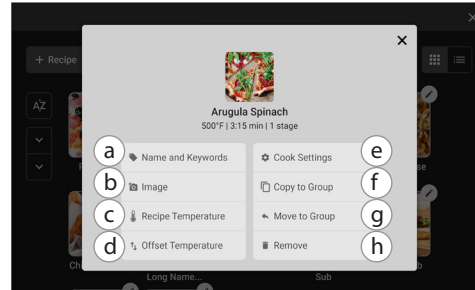 + Recipe
AZ
Arugula Spinach
500°F | 3:15 min | 1 stage
a Name and Keywords
b Image
c Recipe Temperature
d Offset Temperature
Cook Settings e
Copy to Group f
Move to Group g
Remove h
Long Name...
Sub